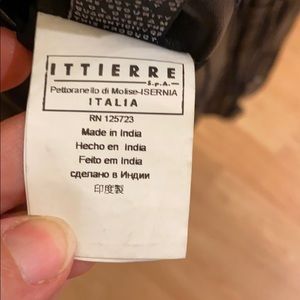 ITTIERRE
S.p.A.
Pettoranello di Molise-ISERNIA
ITALIA
RN 125723
Made in India
Hecho en India
Feito em India
сделано в Индии
印度製